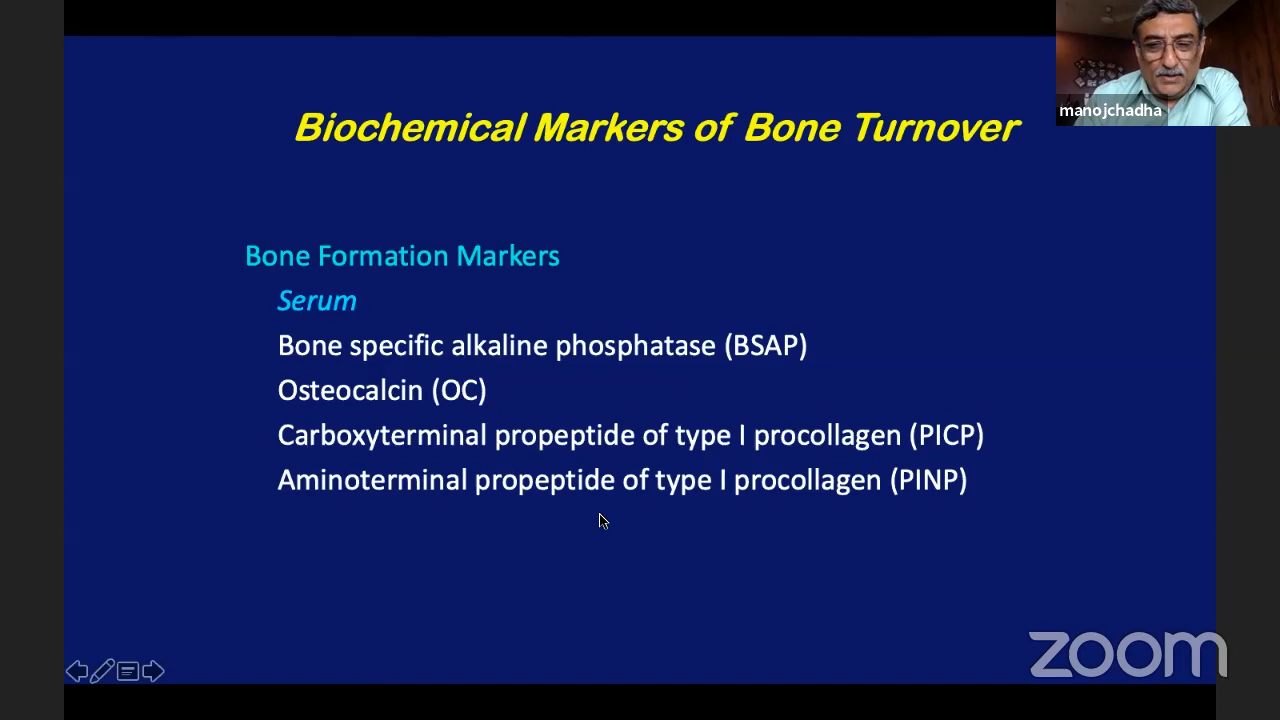 manojchadha
Biochemical Markers of Bone Turnover
Bone Formation Markers
Serum
Bone specific alkaline phosphatase (BSAP)
Osteocalcin (OC)
Carboxyterminal propeptide of type I procollagen (PICP)
Aminoterminal propeptide of type I procollagen (PINP)
zoom